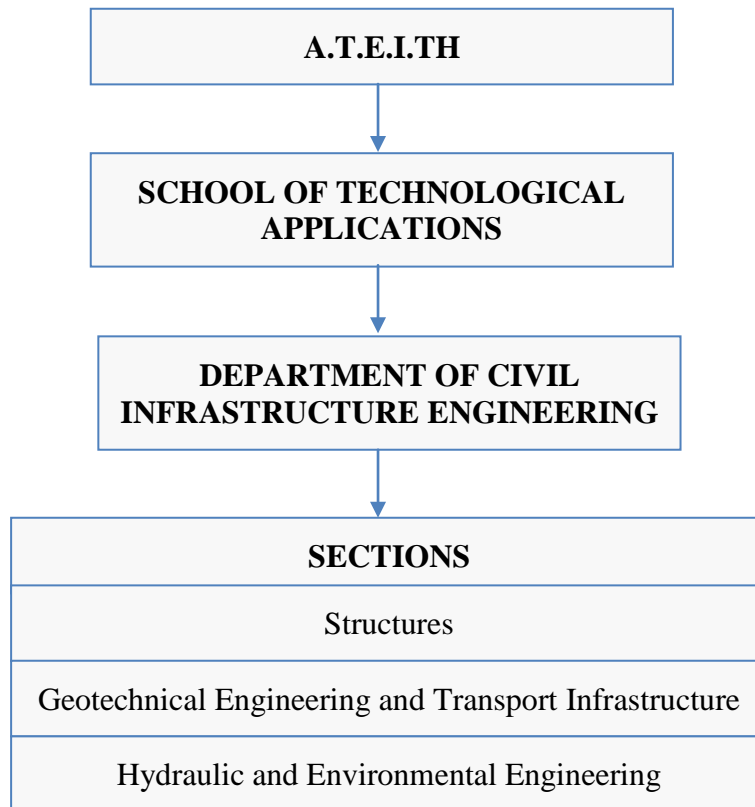 A.T.E.I.TH
SCHOOL OF TECHNOLOGICAL
APPLICATIONS
DEPARTMENT OF CIVIL
INFRASTRUCTURE ENGINEERING
SECTIONS
Structures
Geotechnical Engineering and Transport Infrastructure
Hydraulic and Environmental Engineering